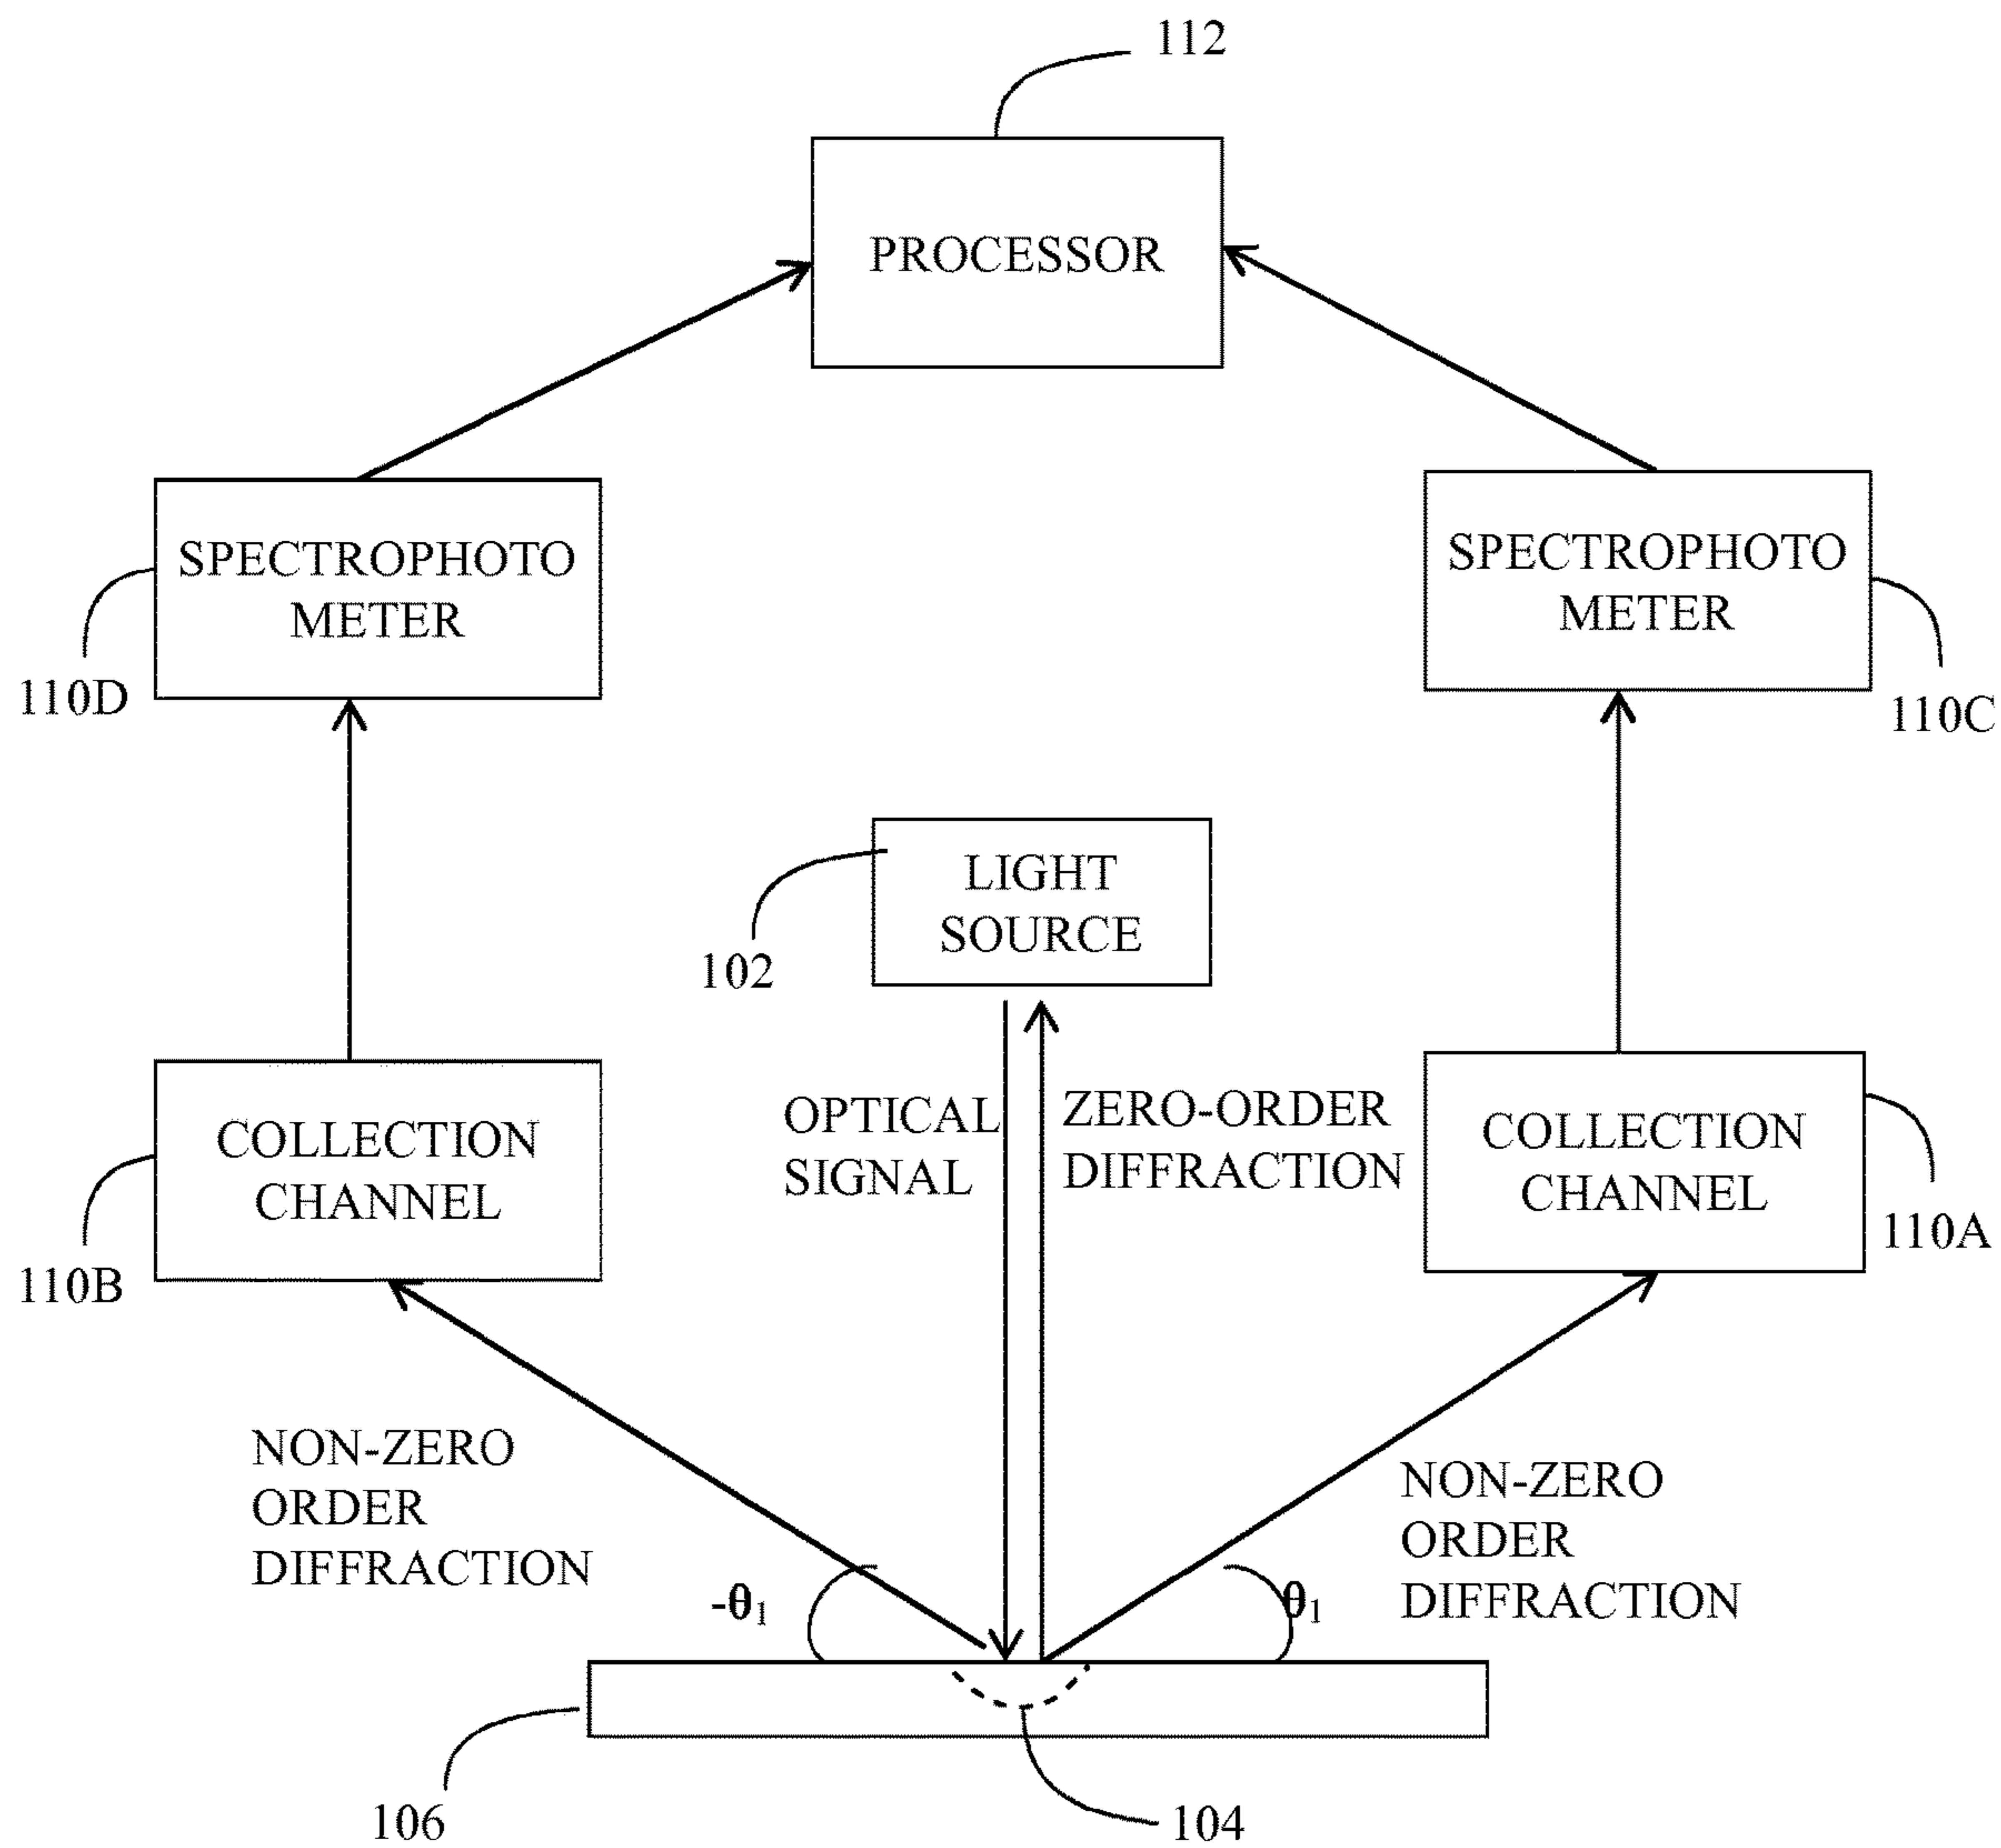 112
PROCESSOR
SPECTROPHOTO
METER
110D
SPECTROPHOTO
METER
110C
LIGHT
SOURCE
102
COLLECTION
CHANNEL
110B
OPTICAL
SIGNAL
ZERO-ORDER
DIFFRACTION
COLLECTION
CHANNEL
110A
NON-ZERO
ORDER
DIFFRACTION
NON-ZERO
ORDER
DIFFRACTION
-θ₁
θ₁
106
104